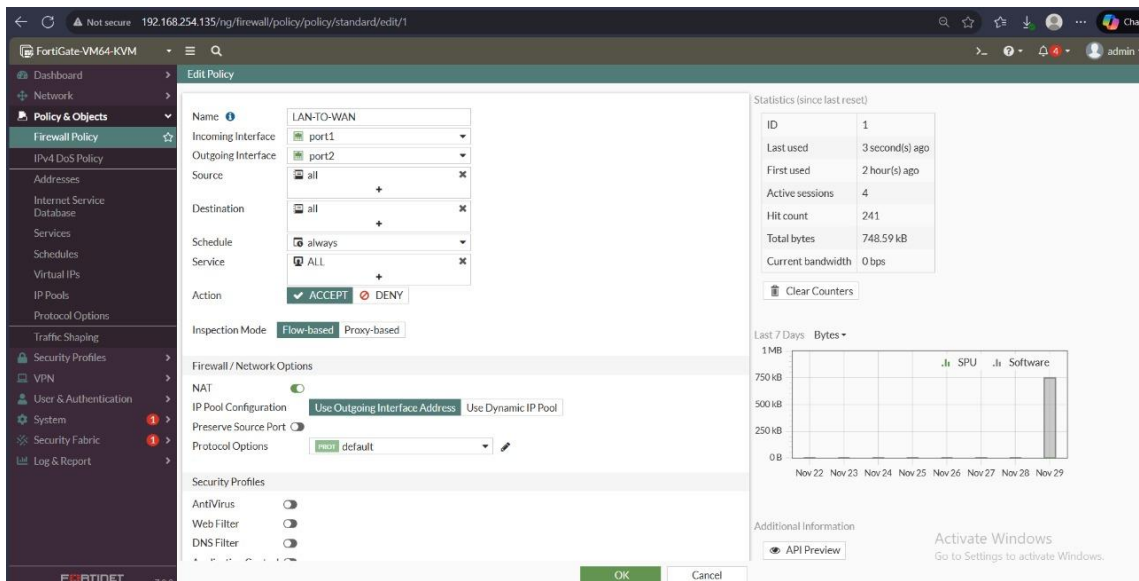 Not secure 192.168.254.135/ng/firewall/policy/policy/standard/edit/1
Cha
FortiGate-VM64-KVM
>_ 4 admin
Dashboard
Network
Policy & Objects
Firewall Policy
IPv4 DoS Policy
Addresses
Internet Service
Database
Services
Schedules
Virtual IPs
IP Pools
Protocol Options
Traffic Shaping
Security Profiles
VPN
User & Authentication
System 1
Security Fabric 1
Log & Report
FORTINET
Edit Policy
Name LAN-TO-WAN
Incoming Interface port1
Outgoing Interface port2
Source all
+
Destination all
+
Schedule always
Service ALL
+
Action ACCEPT DENY
Inspection Mode Flow-based Proxy-based
Firewall / Network Options
NAT
IP Pool Configuration Use Outgoing Interface Address Use Dynamic IP Pool
Preserve Source Port
Protocol Options PROT default
Security Profiles
AntiVirus
Web Filter
DNS Filter
OK Cancel
Statistics (since last reset)
ID 1
Last used 3 second(s) ago
First used 2 hour(s) ago
Active sessions 4
Hit count 241
Total bytes 748.59 kB
Current bandwidth 0 bps
Clear Counters
Last 7 Days Bytes
SPU Software
1 MB
750 kB
500 kB
250 kB
0 B
Nov 22 Nov 23 Nov 24 Nov 25 Nov 26 Nov 27 Nov 28 Nov 29
Additional Information
API Preview
Activate Windows
Go to Settings to activate Windows.